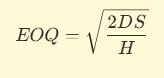 EOQ = √(2DS/H)